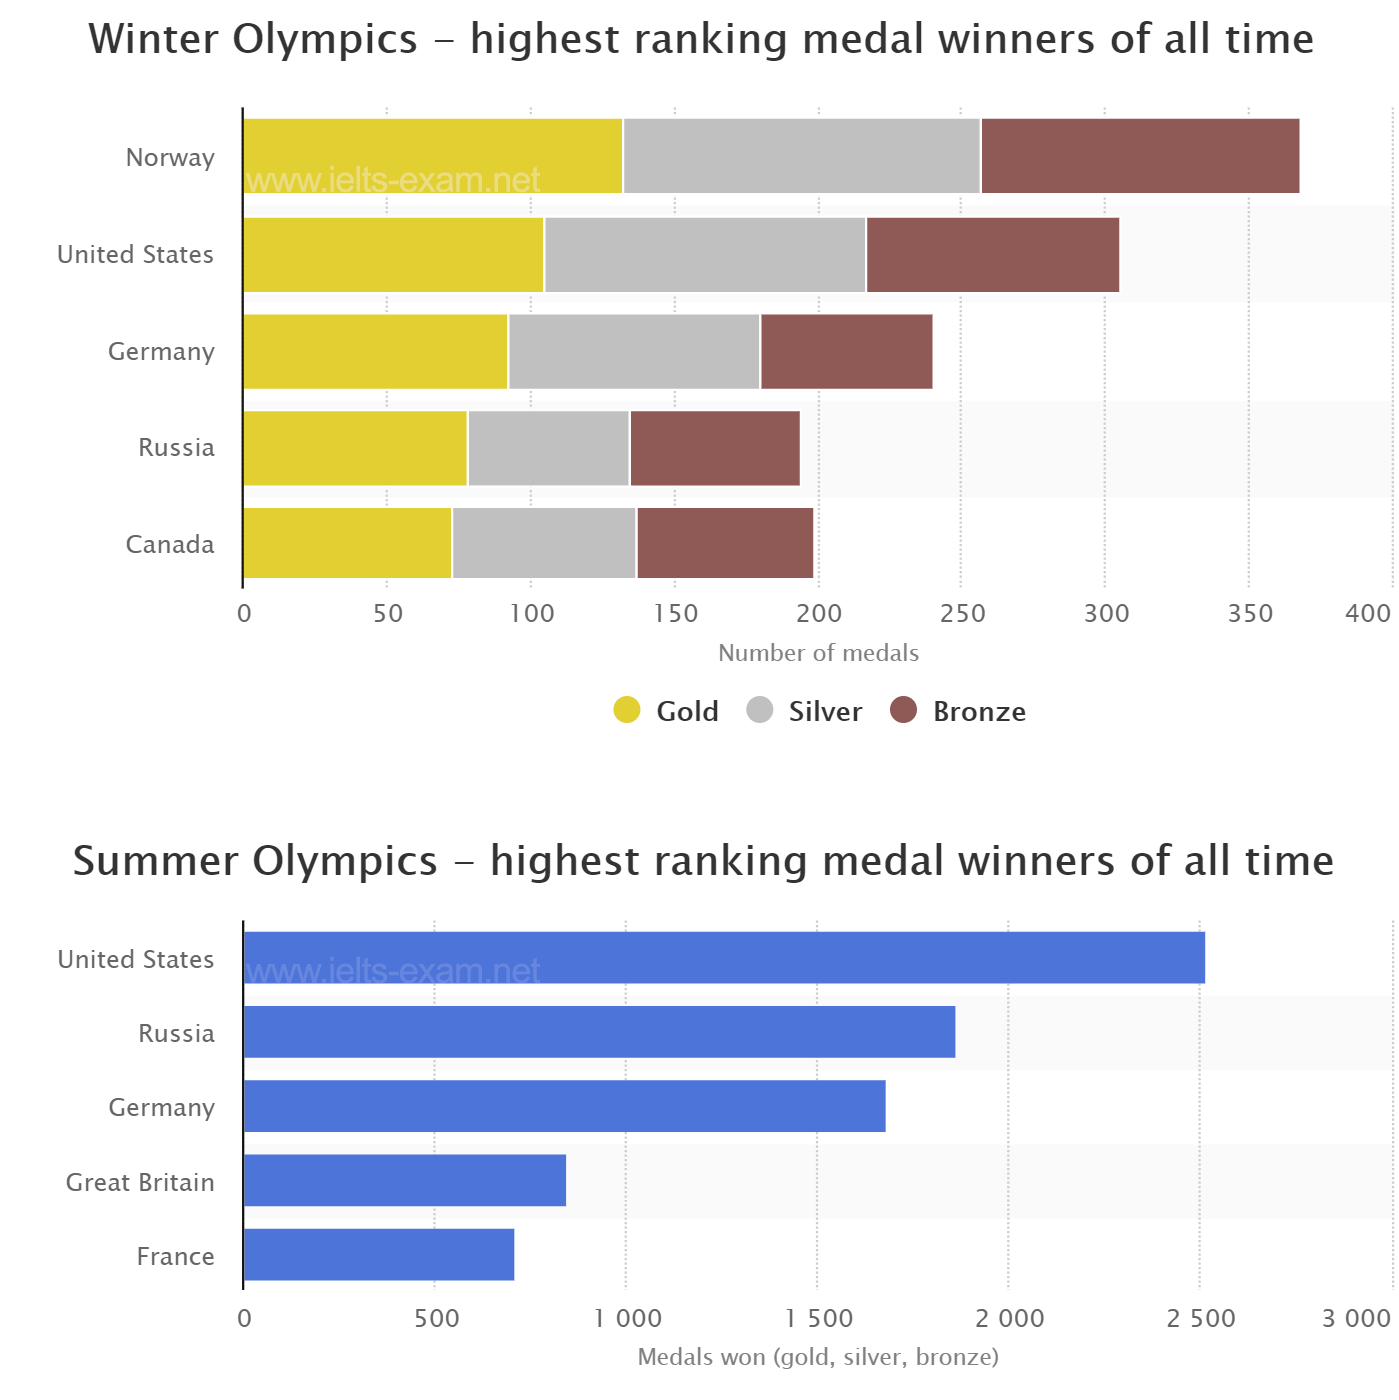 Winter Olympics – highest ranking medal winners of all time
Norway
www.ielts-exam.net
United States
Germany
Russia
Canada
0 50 100 150 200 250 300 350 400
Number of medals
Gold Silver Bronze
Summer Olympics – highest ranking medal winners of all time
United States
www.ielts-exam.net
Russia
Germany
Great Britain
France
0 500 1 000 1 500 2 000 2 500 3 000
Medals won (gold, silver, bronze)